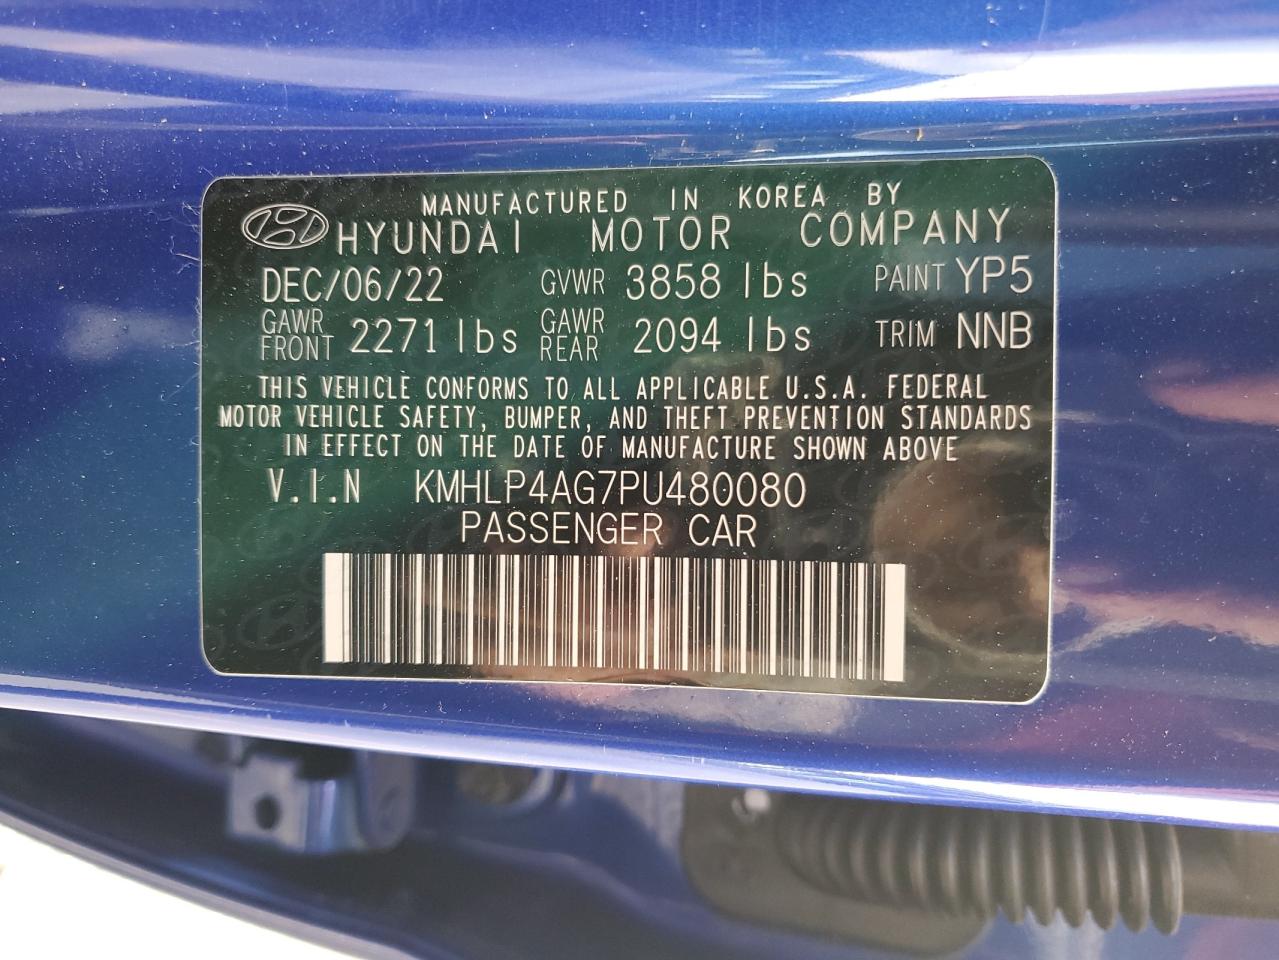 MANUFACTURED IN KOREA BY
HYUNDAI MOTOR COMPANY
DEC/06/22 GVWR 3858 lbs PAINT YP5
GAWR FRONT 2271 lbs GAWR REAR 2094 lbs TRIM NNB
THIS VEHICLE CONFORMS TO ALL APPLICABLE U.S.A. FEDERAL
MOTOR VEHICLE SAFETY, BUMPER, AND THEFT PREVENTION STANDARDS
IN EFFECT ON THE DATE OF MANUFACTURE SHOWN ABOVE
V.I.N KMHLP4AG7PU480080
PASSENGER CAR